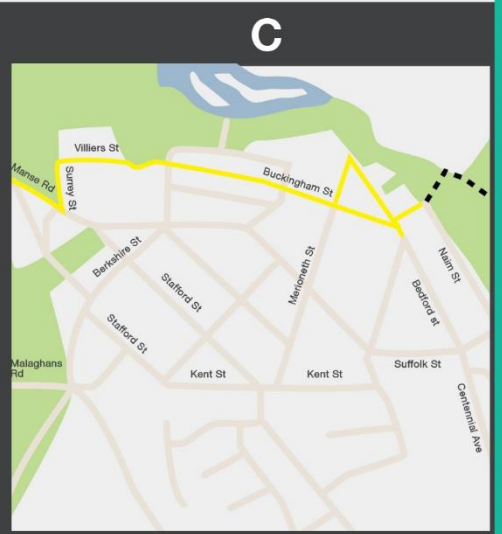 C
Villiers St
Manse Rd
Surrey St
Buckingham St
Berkshire St
Stafford St
Merioneth St
Nairn St
Bedford st
Stafford St
Malaghans
Rd
Kent St
Kent St
Suffolk St
Centennial Ave